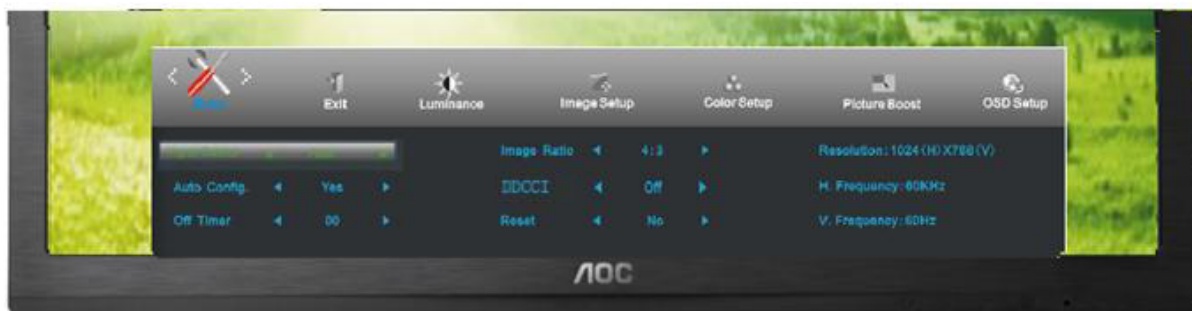 Exit
Luminance
Image Setup
Color Setup
Picture Boost
OSD Setup
Image Ratio 4:3
Resolution:1024(H)X768(V)
Auto Config. Yes
DDCCI Off
H. Frequency:60KHz
Off Timer 00
Reset No
V. Frequency:60Hz
AOC